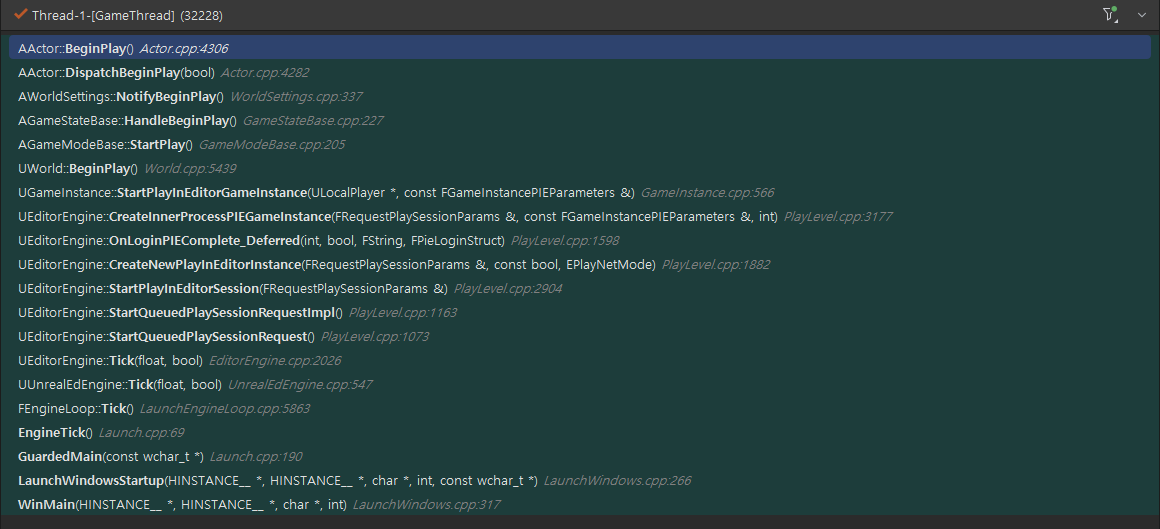 Thread-1-[GameThread] (32228)
AActor::BeginPlay() Actor.cpp:4306
AActor::DispatchBeginPlay(bool) Actor.cpp:4282
AWorldSettings::NotifyBeginPlay() WorldSettings.cpp:337
AGameStateBase::HandleBeginPlay() GameStateBase.cpp:227
AGameModeBase::StartPlay() GameModeBase.cpp:205
UWorld::BeginPlay() World.cpp:5439
UGameInstance::StartPlayInEditorGameInstance(ULocalPlayer *, const FGameInstancePIEParameters &) GameInstance.cpp:566
UEditorEngine::CreateInnerProcessPIEGameInstance(FRequestPlaySessionParams &, const FGameInstancePIEParameters &, int) PlayLevel.cpp:3177
UEditorEngine::OnLoginPIEComplete_Deferred(int, bool, FString, FPieLoginStruct) PlayLevel.cpp:1598
UEditorEngine::CreateNewPlayInEditorInstance(FRequestPlaySessionParams &, const bool, EPlayNetMode) PlayLevel.cpp:1882
UEditorEngine::StartPlayInEditorSession(FRequestPlaySessionParams &) PlayLevel.cpp:2904
UEditorEngine::StartQueuedPlaySessionRequestImpl() PlayLevel.cpp:1163
UEditorEngine::StartQueuedPlaySessionRequest() PlayLevel.cpp:1073
UEditorEngine::Tick(float, bool) EditorEngine.cpp:2026
UUnrealEdEngine::Tick(float, bool) UnrealEdEngine.cpp:547
FEngineLoop::Tick() LaunchEngineLoop.cpp:5863
EngineTick() Launch.cpp:69
GuardedMain(const wchar_t *) Launch.cpp:190
LaunchWindowsStartup(HINSTANCE__ *, HINSTANCE__ *, char *, int, const wchar_t *) LaunchWindows.cpp:266
WinMain(HINSTANCE__ *, HINSTANCE__ *, char *, int) LaunchWindows.cpp:317